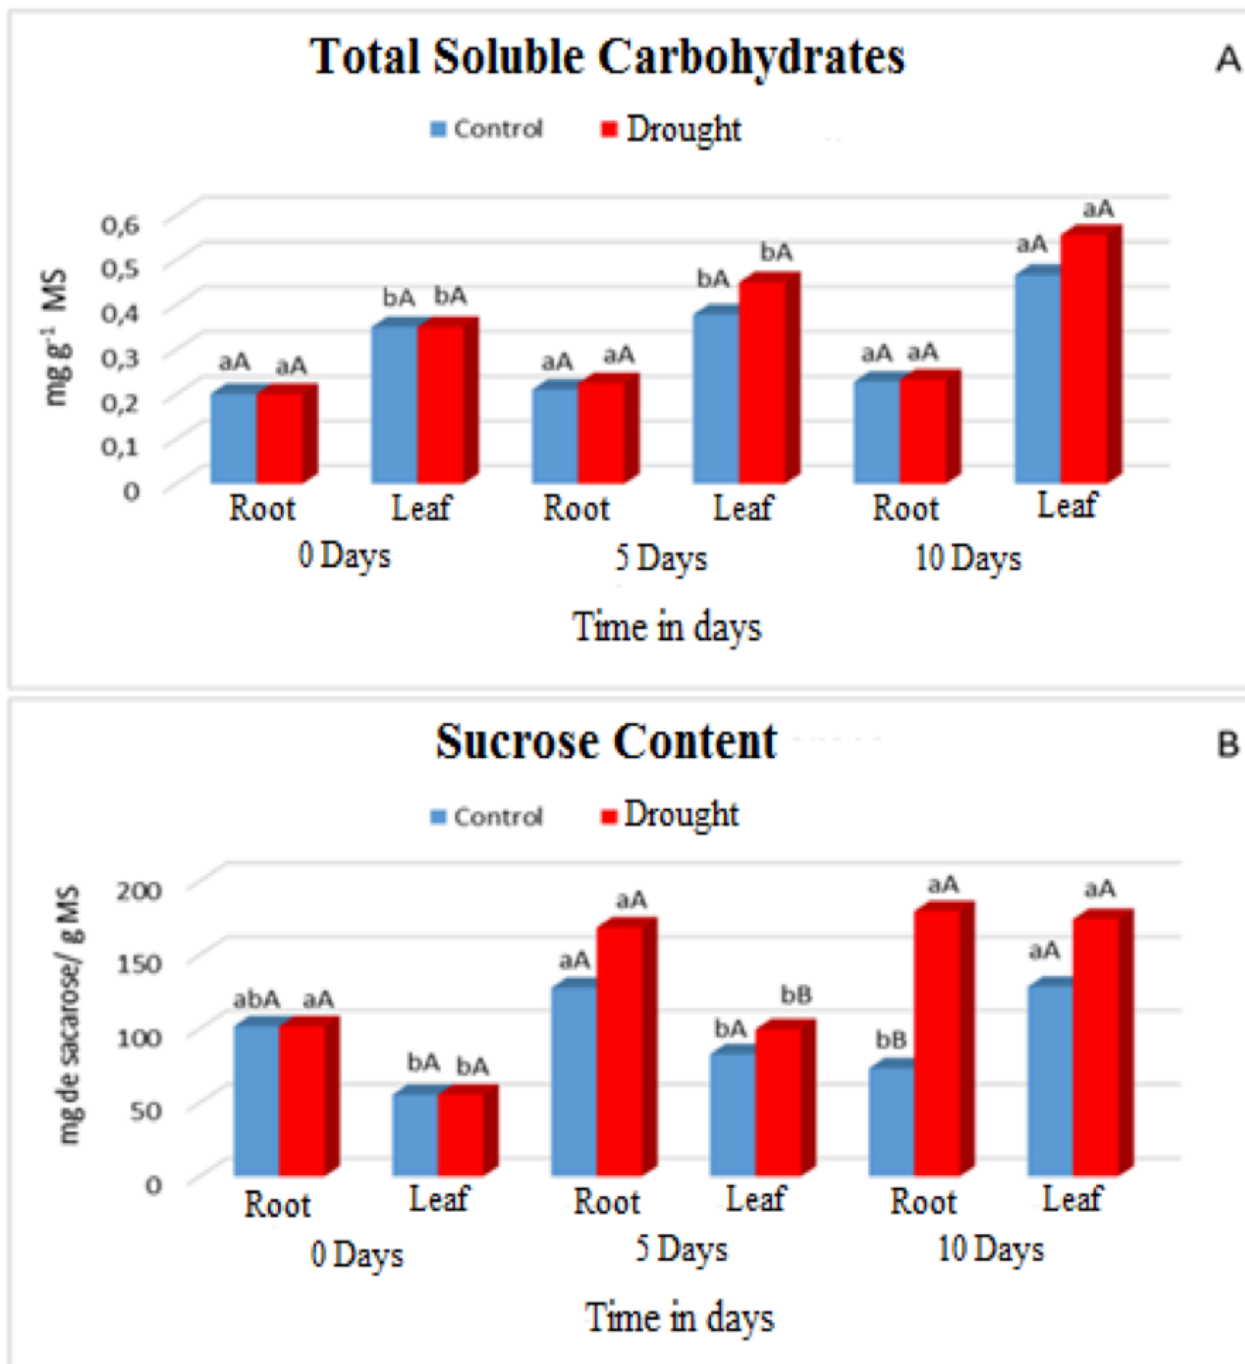 Total Soluble Carbohydrates
A
Control Drought
mg g⁻¹ MS
0,6
0,5
0,4
0,3
0,2
0,1
0
aA aA bA bA aA aA bA bA aA aA aA aA
Root Leaf Root Leaf Root Leaf
0 Days 5 Days 10 Days
Time in days
Sucrose Content
B
Control Drought
mg de sacarose/ g MS
200
150
100
50
0
abA aA bA bA aA aA bA bB bB aA aA aA
Root Leaf Root Leaf Root Leaf
0 Days 5 Days 10 Days
Time in days